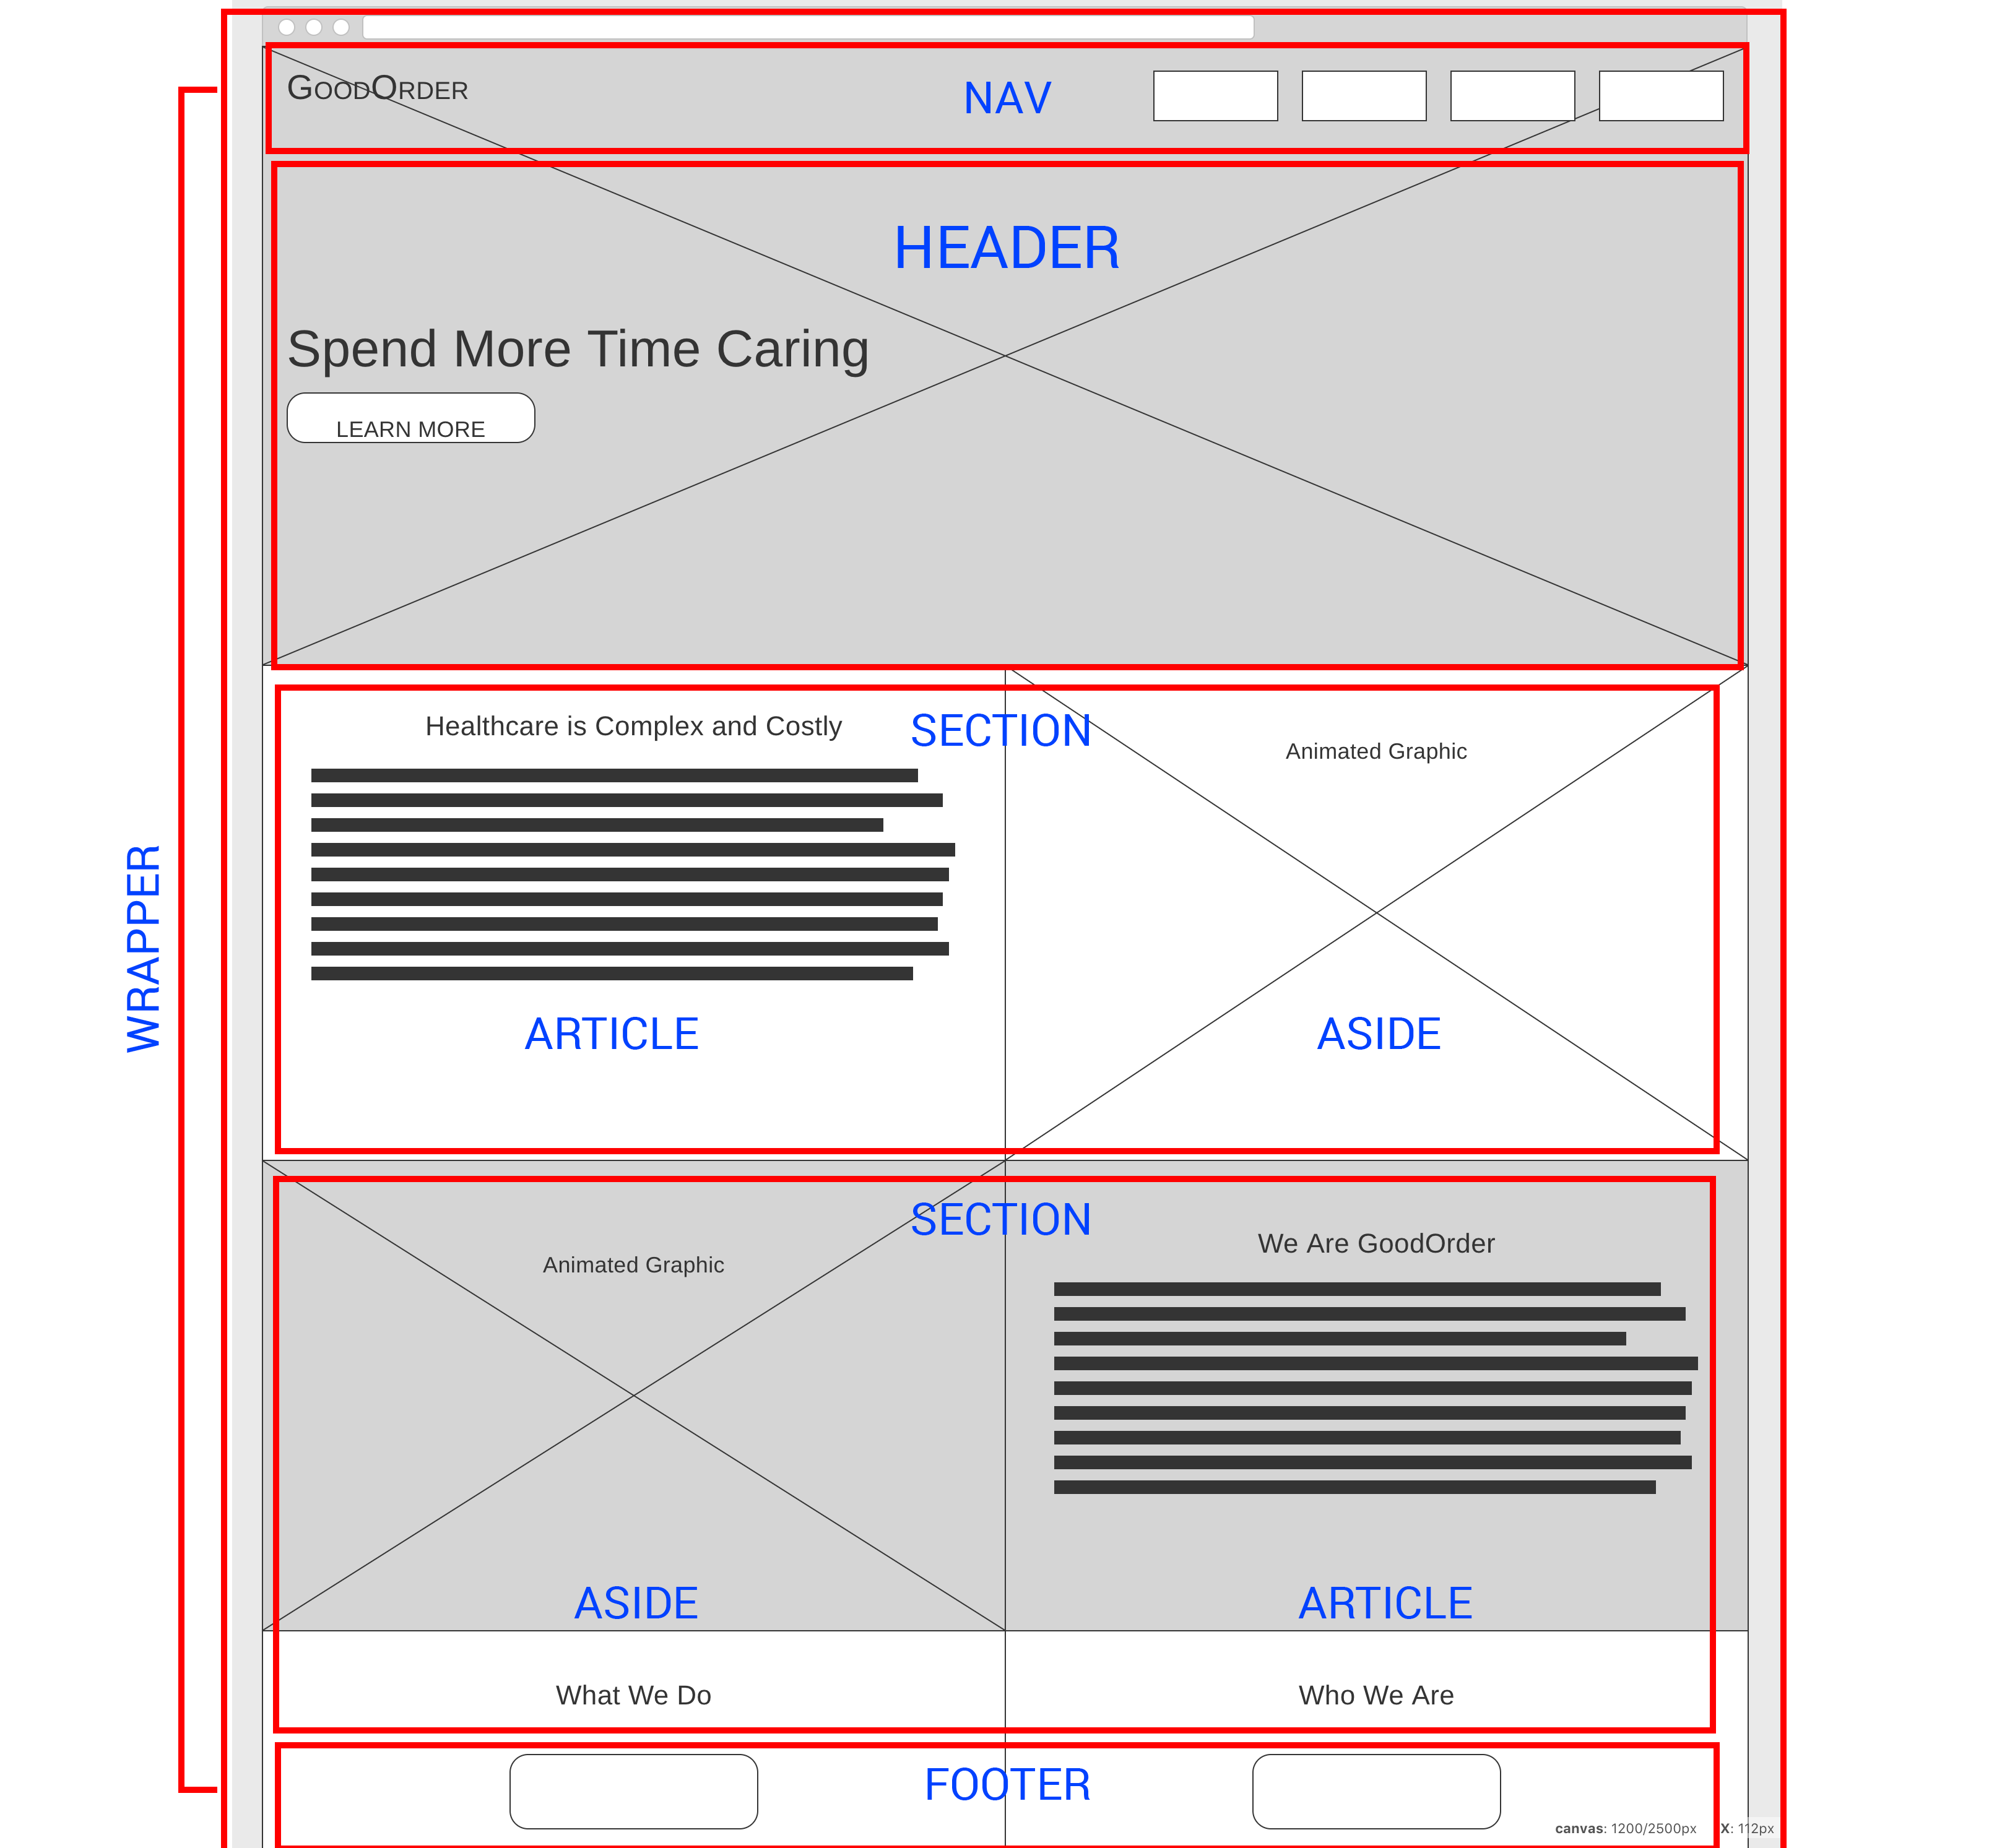 GOODORDER
NAV
HEADER
Spend More Time Caring
LEARN MORE
Healthcare is Complex and Costly
SECTION
Animated Graphic
WRAPPER
ARTICLE
ASIDE
SECTION
We Are GoodOrder
Animated Graphic
ASIDE
ARTICLE
What We Do
Who We Are
FOOTER
canvas: 1200/2500px X: 112px